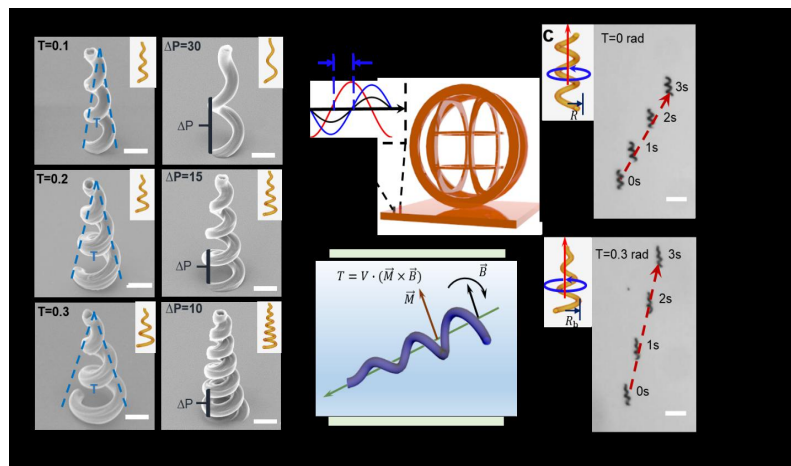 T=0.1
T
ΔP=30
ΔP
T=0.2
T
ΔP=15
ΔP
T=0.3
T
ΔP=10
ΔP
T = V · (M⃗ × B⃗)
M⃗
B⃗
C
R
T=0 rad
3s
2s
1s
0s
R_b
T=0.3 rad
3s
2s
1s
0s